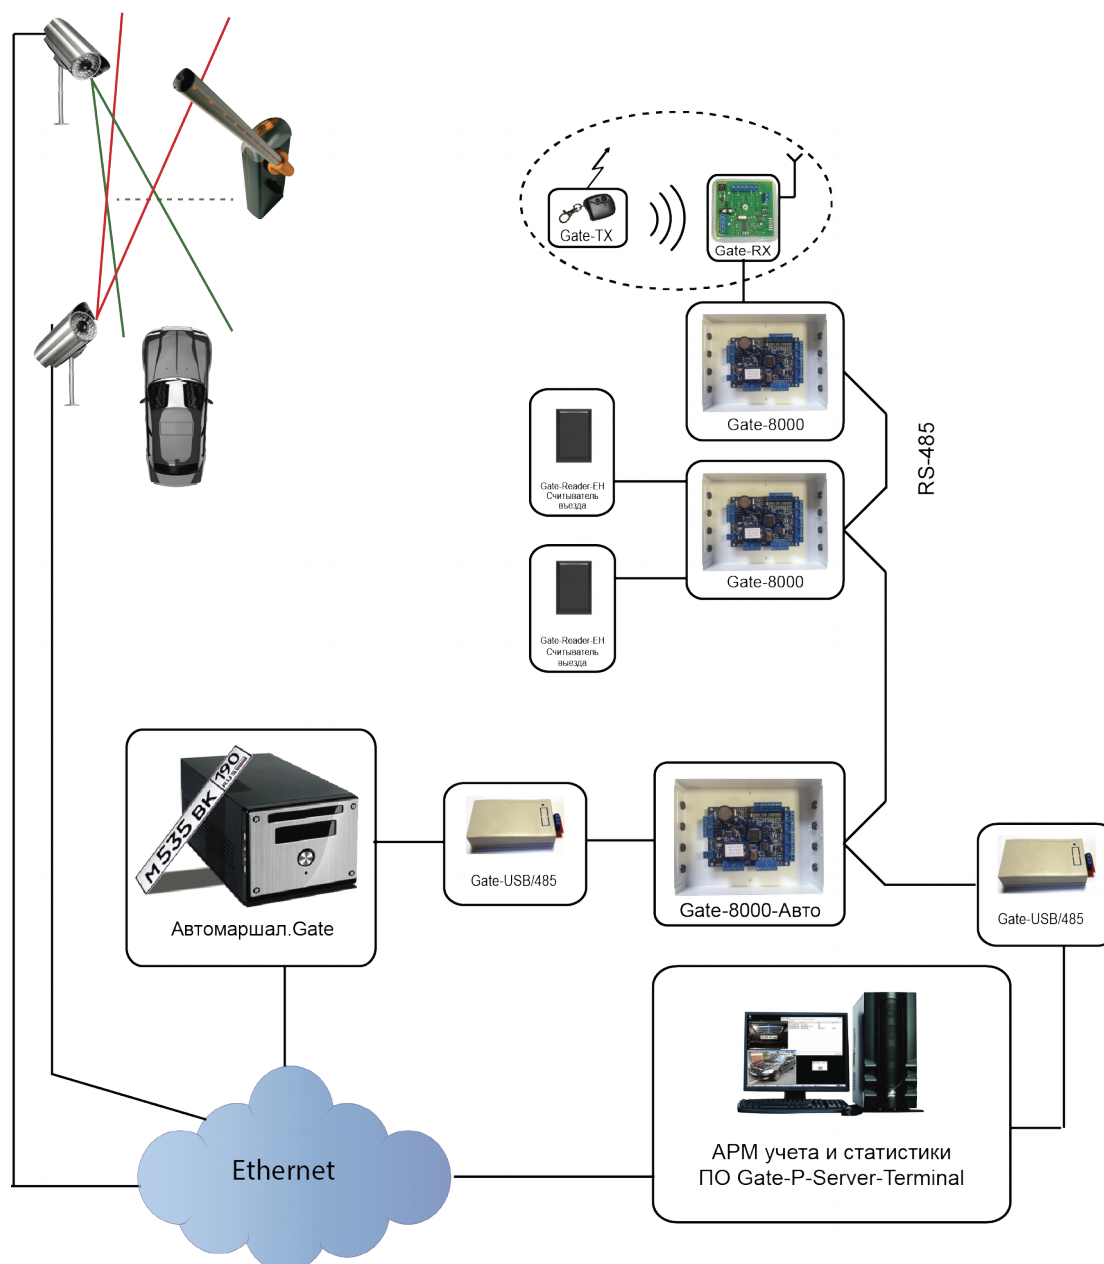 Gate-TX
Gate-RX
Gate-8000
RS-485
Gate-Reader-EH
Считыватель
въезда
Gate-8000
Gate-Reader-EH
Считыватель
выезда
М 535 ВК 190
RUS
Автомаршал.Gate
Gate-USB/485
Gate-8000-Авто
Gate-USB/485
Ethernet
АРМ учета и статистики
ПО Gate-P-Server-Terminal